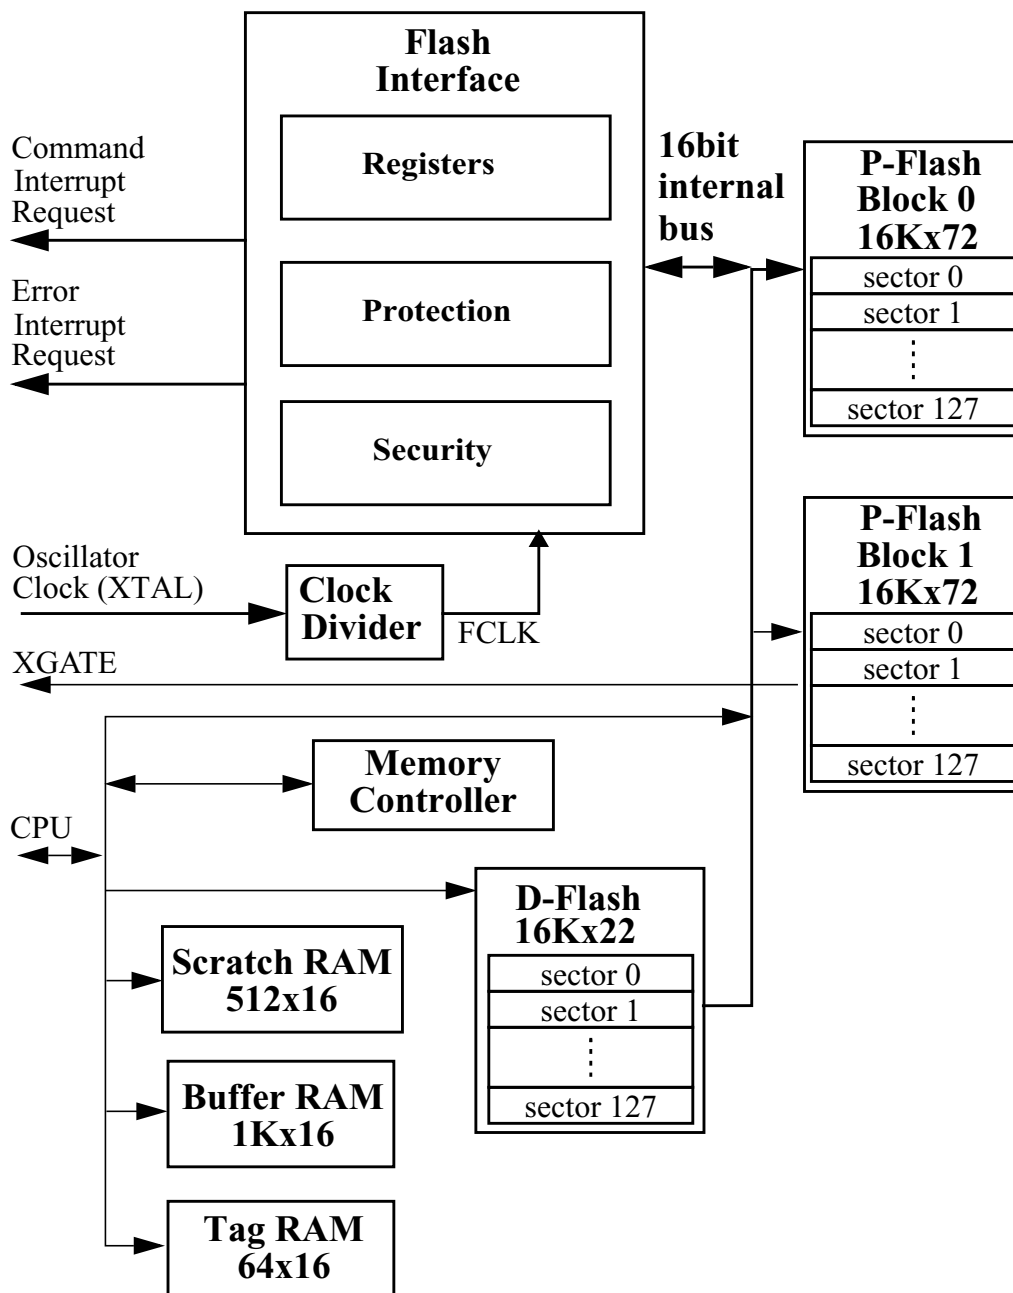 Flash
Interface
Registers
Protection
Security
Command
Interrupt
Request
Error
Interrupt
Request
16bit
internal
bus
P-Flash
Block 0
16Kx72
sector 0
sector 1
sector 127
P-Flash
Block 1
16Kx72
sector 0
sector 1
sector 127
Oscillator
Clock (XTAL)
Clock
Divider
FCLK
XGATE
Memory
Controller
CPU
D-Flash
16Kx22
sector 0
sector 1
sector 127
Scratch RAM
512x16
Buffer RAM
1Kx16
Tag RAM
64x16